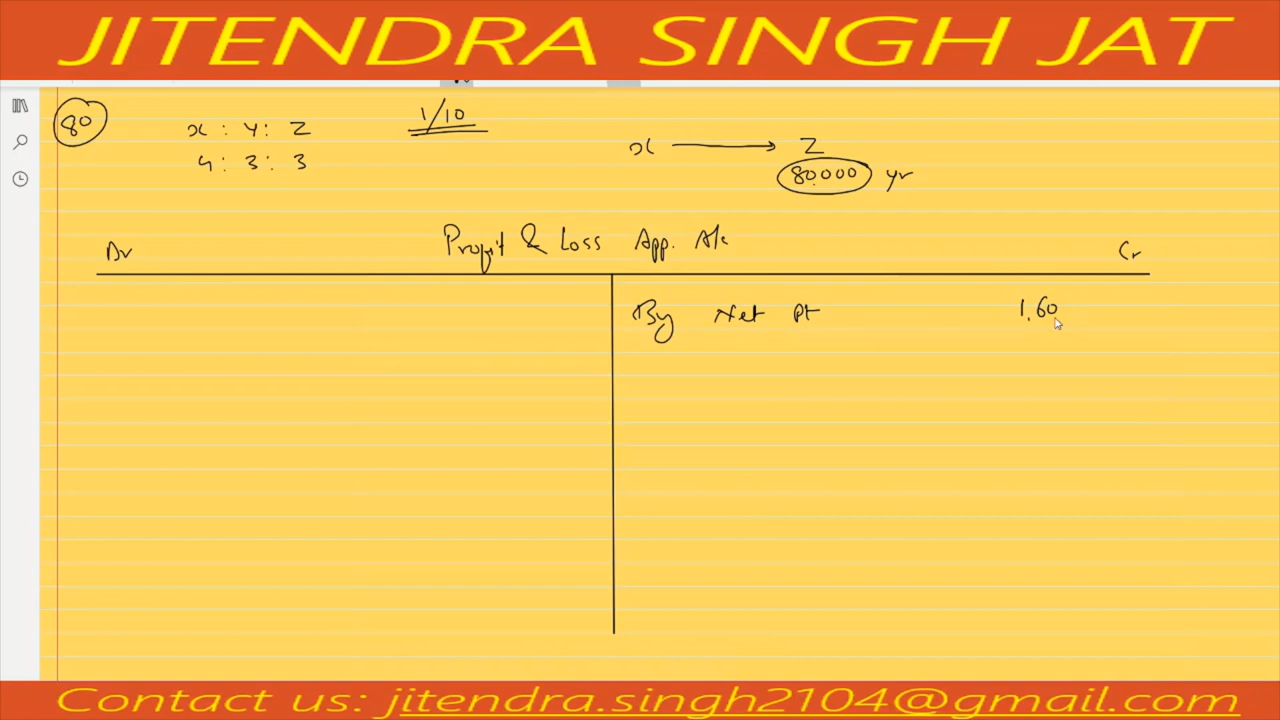 JITENDRA SINGH JAT
80 x : y : z 1/10
4 : 3 : 3 x → z
80,000 yr
Dr Profit & Loss App. A/c Cr
By Net Pt 1,60
Contact us: jitendra.singh2104@gmail.com